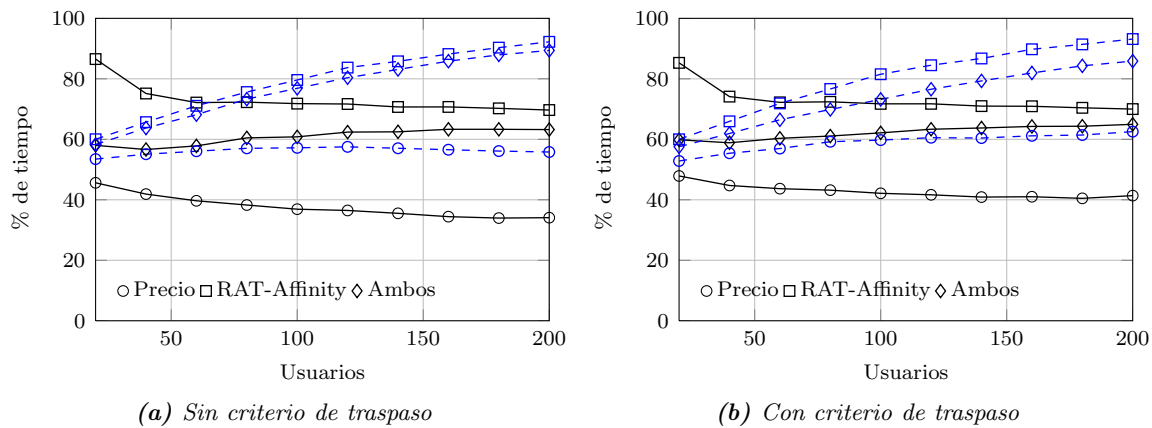 100
80
60
40
20
0
% de tiempo
Precio RAT-Affinity Ambos
50 100 150 200
Usuarios
(a) Sin criterio de traspaso
100
80
60
40
20
0
% de tiempo
Precio RAT-Affinity Ambos
50 100 150 200
Usuarios
(b) Con criterio de traspaso